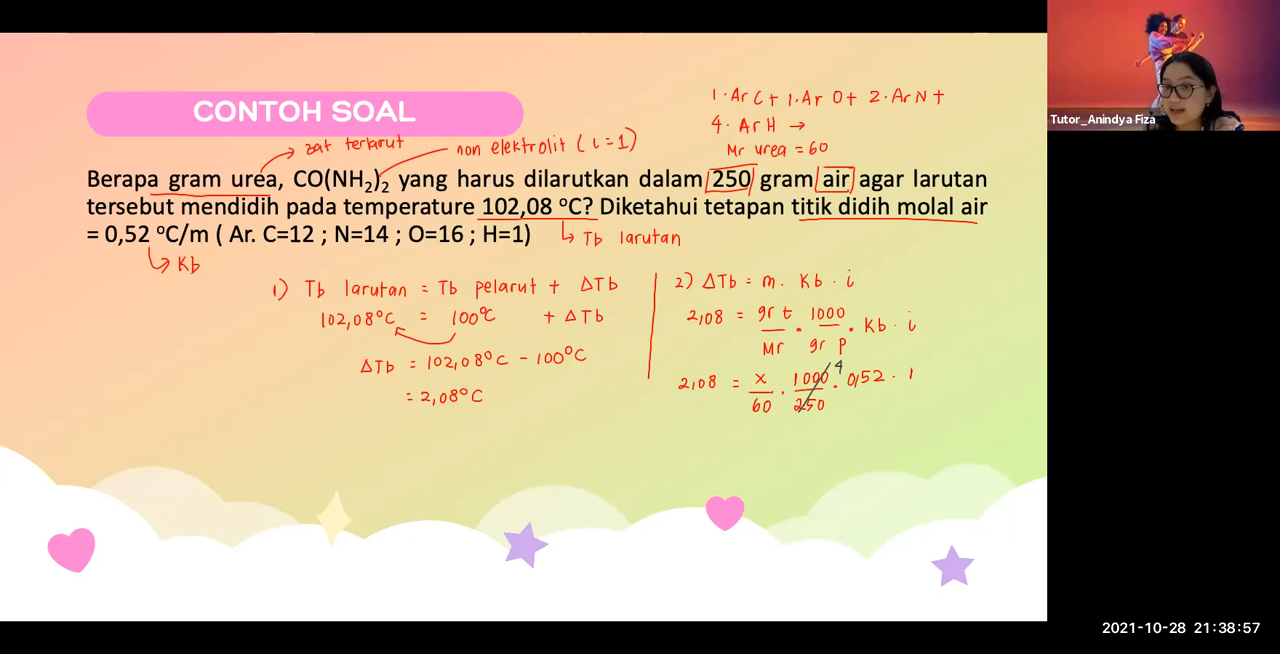 CONTOH SOAL
1. Ar C + 1. Ar O + 2. Ar N +
4. Ar H →
Mr urea = 60
zat terlarut
non elektrolit (i=1)
Berapa gram urea, CO(NH₂)₂ yang harus dilarutkan dalam 250 gram air agar larutan
tersebut mendidih pada temperature 102,08 ᵒC? Diketahui tetapan titik didih molal air
= 0,52 ᵒC/m ( Ar. C=12 ; N=14 ; O=16 ; H=1)
Tb larutan
Kb
1) Tb larutan = Tb pelarut + ΔTb
102,08°C = 100°C + ΔTb
ΔTb = 102,08°C - 100°C
= 2,08°C
2) ΔTb = m. Kb . i
2,08 = gr t / Mr . 1000 / gr p . Kb . i
2,08 = x / 60 . 1000 / 250 4 . 0,52 . 1
Tutor_Anindya Fiza
2021-10-28 21:38:57